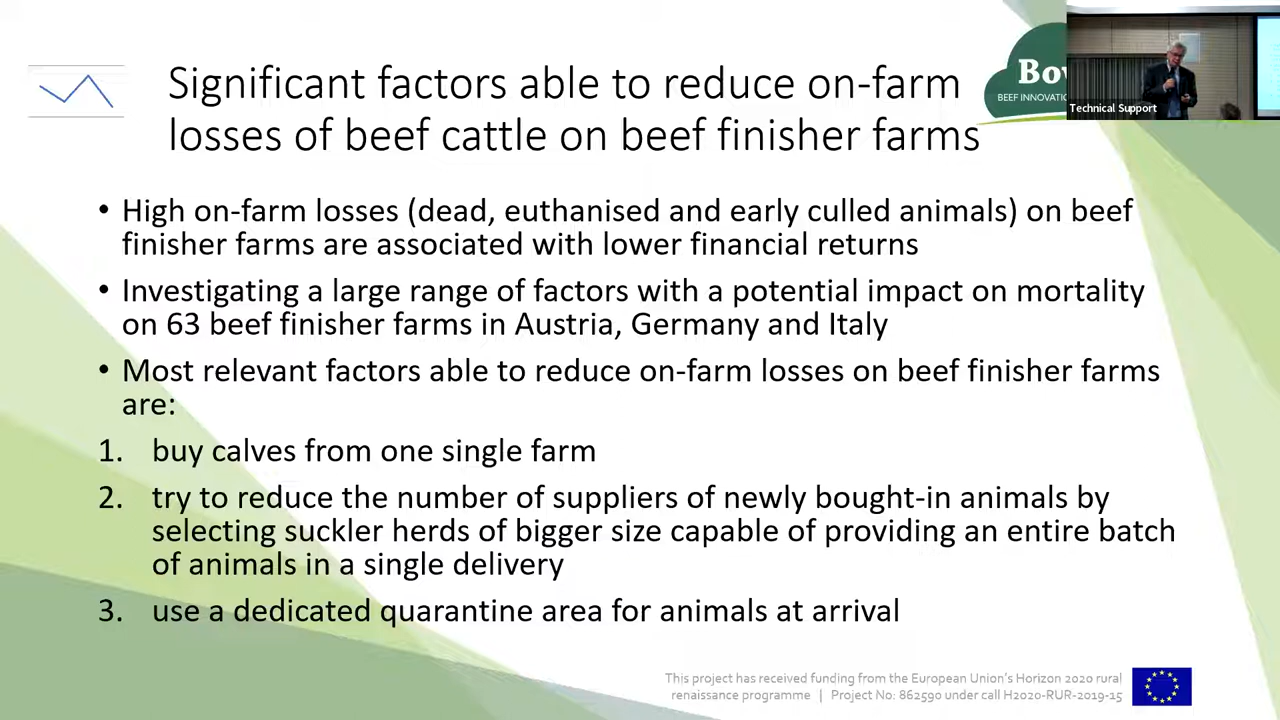 Significant factors able to reduce on-farm
losses of beef cattle on beef finisher farms
BEEF INNOVATIO
Technical Support
• High on-farm losses (dead, euthanised and early culled animals) on beef
finisher farms are associated with lower financial returns
• Investigating a large range of factors with a potential impact on mortality
on 63 beef finisher farms in Austria, Germany and Italy
• Most relevant factors able to reduce on-farm losses on beef finisher farms
are:
1. buy calves from one single farm
2. try to reduce the number of suppliers of newly bought-in animals by
selecting suckler herds of bigger size capable of providing an entire batch
of animals in a single delivery
3. use a dedicated quarantine area for animals at arrival
This project has received funding from the European Union's Horizon 2020 rural
renaissance programme | Project No: 862590 under call H2020-RUR-2019-15